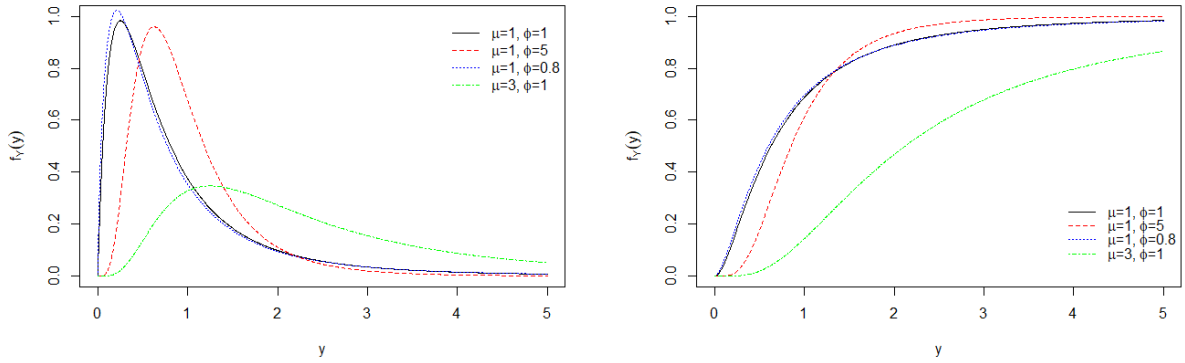 μ=1, ϕ=1
μ=1, ϕ=5
μ=1, ϕ=0.8
μ=3, ϕ=1
f_Y(y)
0.0 0.2 0.4 0.6 0.8 1.0
0 1 2 3 4 5
y
μ=1, ϕ=1
μ=1, ϕ=5
μ=1, ϕ=0.8
μ=3, ϕ=1
f_Y(y)
0.0 0.2 0.4 0.6 0.8 1.0
0 1 2 3 4 5
y